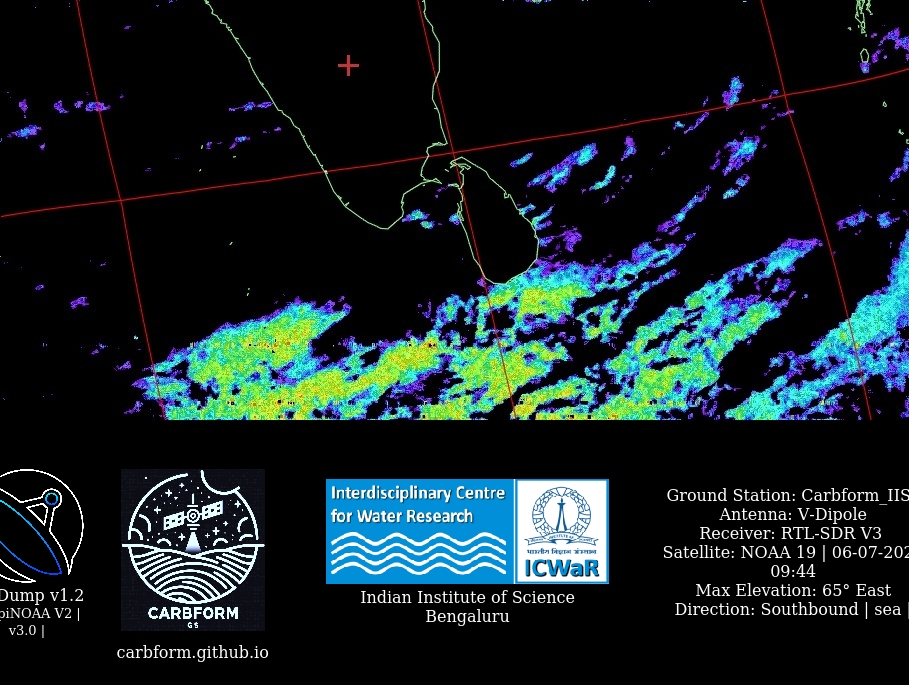 Dump v1.2
piNOAA V2 |
v3.0 |
CARBFORM
GS
carbform.github.io
Interdisciplinary Centre
for Water Research
भारतीय विज्ञान संस्थान
ICWaR
Indian Institute of Science
Bengaluru
Ground Station: Carbform_IIS
Antenna: V-Dipole
Receiver: RTL-SDR V3
Satellite: NOAA 19 | 06-07-202
09:44
Max Elevation: 65° East
Direction: Southbound | sea |